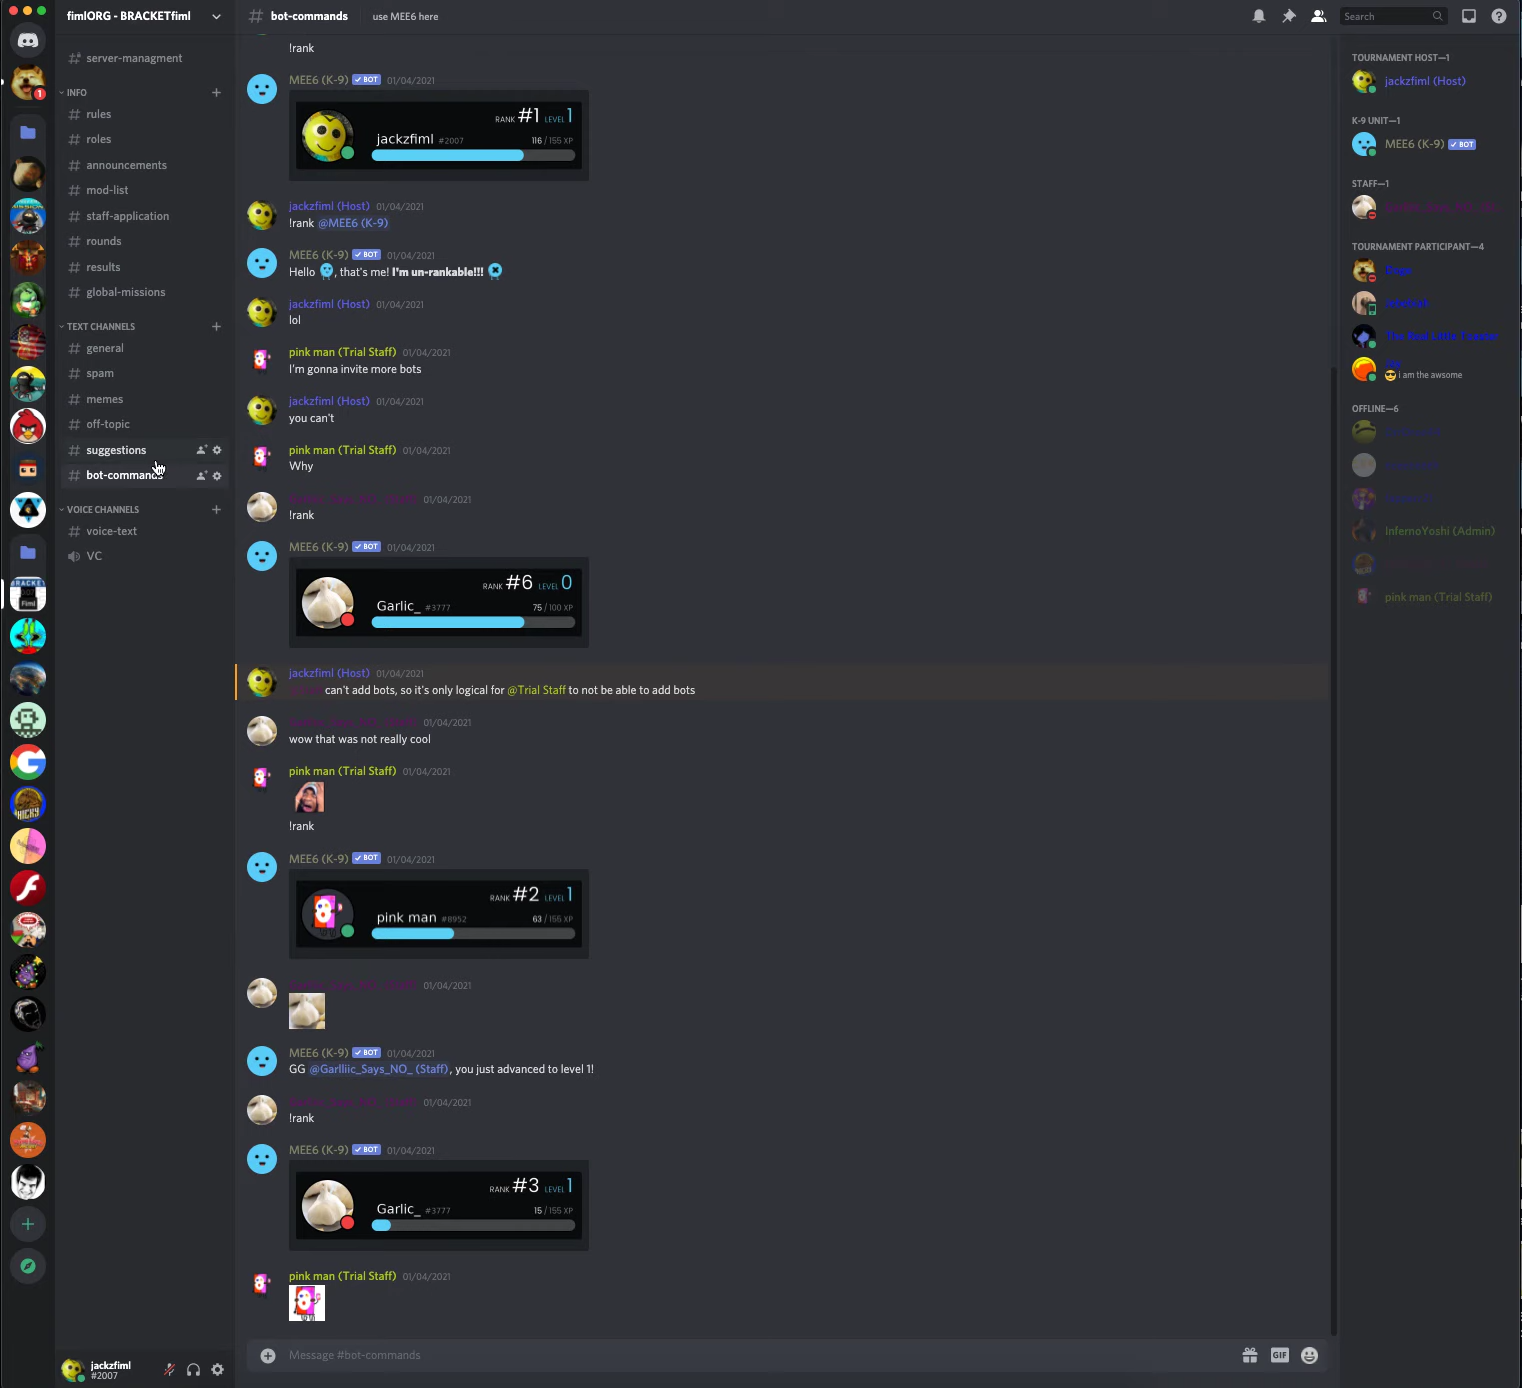 fimlORG - BRACKETfiml
# bot-commands
use MEE6 here
Search
server-managment
INFO
rules
roles
announcements
mod-list
staff-application
rounds
results
global-missions
TEXT CHANNELS
general
spam
memes
off-topic
suggestions
bot-commands
VOICE CHANNELS
voice-text
VC
jackzfiml
#2007
!rank
MEE6 (K-9) BOT 01/04/2021
RANK #1 LEVEL 1
jackzfiml #2007 116 / 155 XP
jackzfiml (Host) 01/04/2021
!rank @MEE6 (K-9)
MEE6 (K-9) BOT 01/04/2021
Hello , that's me! I'm un-rankable!!!
jackzfiml (Host) 01/04/2021
lol
pink man (Trial Staff) 01/04/2021
I'm gonna invite more bots
jackzfiml (Host) 01/04/2021
you can't
pink man (Trial Staff) 01/04/2021
Why
01/04/2021
!rank
MEE6 (K-9) BOT 01/04/2021
RANK #6 LEVEL 0
Garlic_ #3777 75 / 100 XP
jackzfiml (Host) 01/04/2021
can't add bots, so it's only logical for @Trial Staff to not be able to add bots
01/04/2021
wow that was not really cool
pink man (Trial Staff) 01/04/2021
!rank
MEE6 (K-9) BOT 01/04/2021
RANK #2 LEVEL 1
pink man #8952 63 / 155 XP
01/04/2021
MEE6 (K-9) BOT 01/04/2021
GG @Garlliic_Says_NO_ (Staff), you just advanced to level 1!
01/04/2021
!rank
MEE6 (K-9) BOT 01/04/2021
RANK #3 LEVEL 1
Garlic_ #3777 15 / 155 XP
pink man (Trial Staff) 01/04/2021
Message #bot-commands
GIF
TOURNAMENT HOST—1
jackzfiml (Host)
K-9 UNIT—1
MEE6 (K-9) BOT
STAFF—1
TOURNAMENT PARTICIPANT—4
The Real Little Toaster
i am the awsome
OFFLINE—6
InfernoYoshi (Admin)
pink man (Trial Staff)